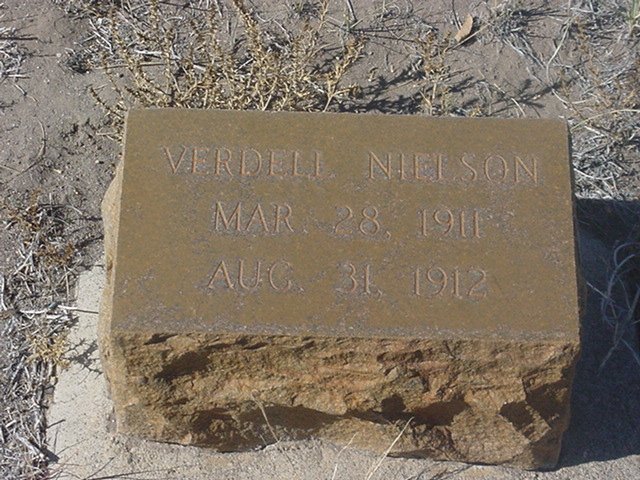 VERDELL NIELSON
MAR. 28, 1911
AUG. 31, 1912